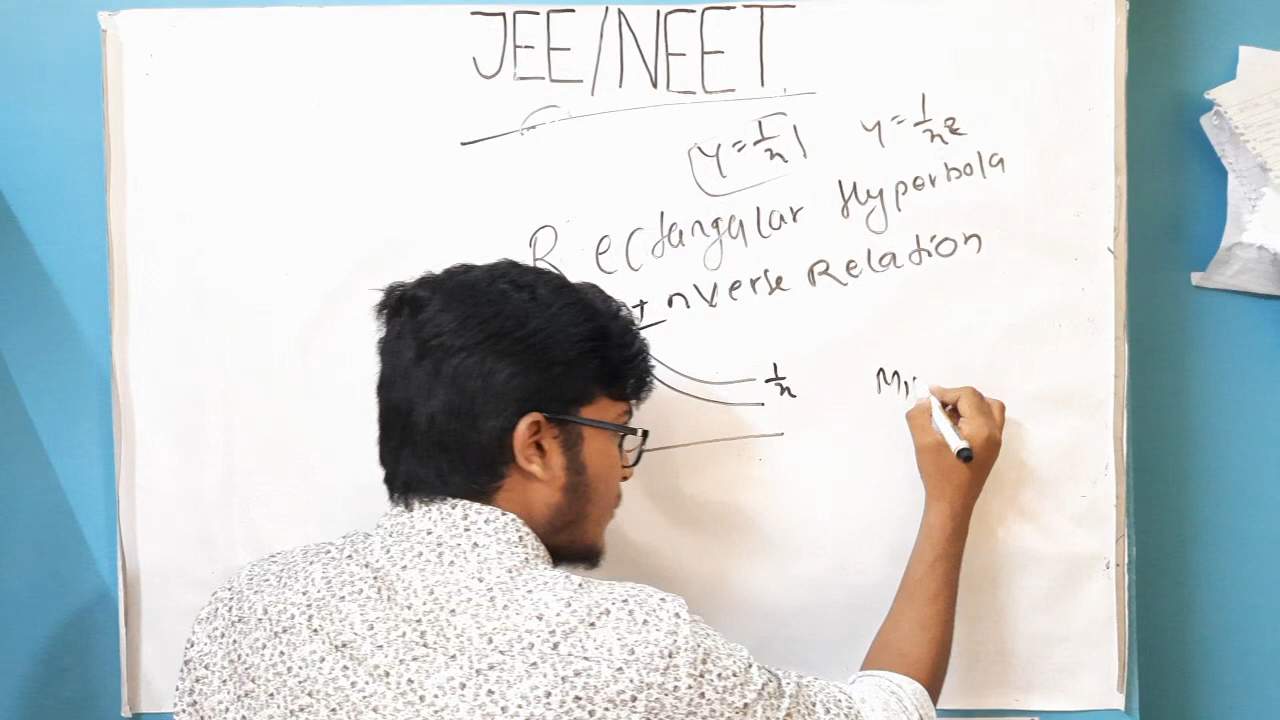 JEE/NEET
y=1/x y=1/x2
Rectangular Hyperbola
Inverse Relation
1/x